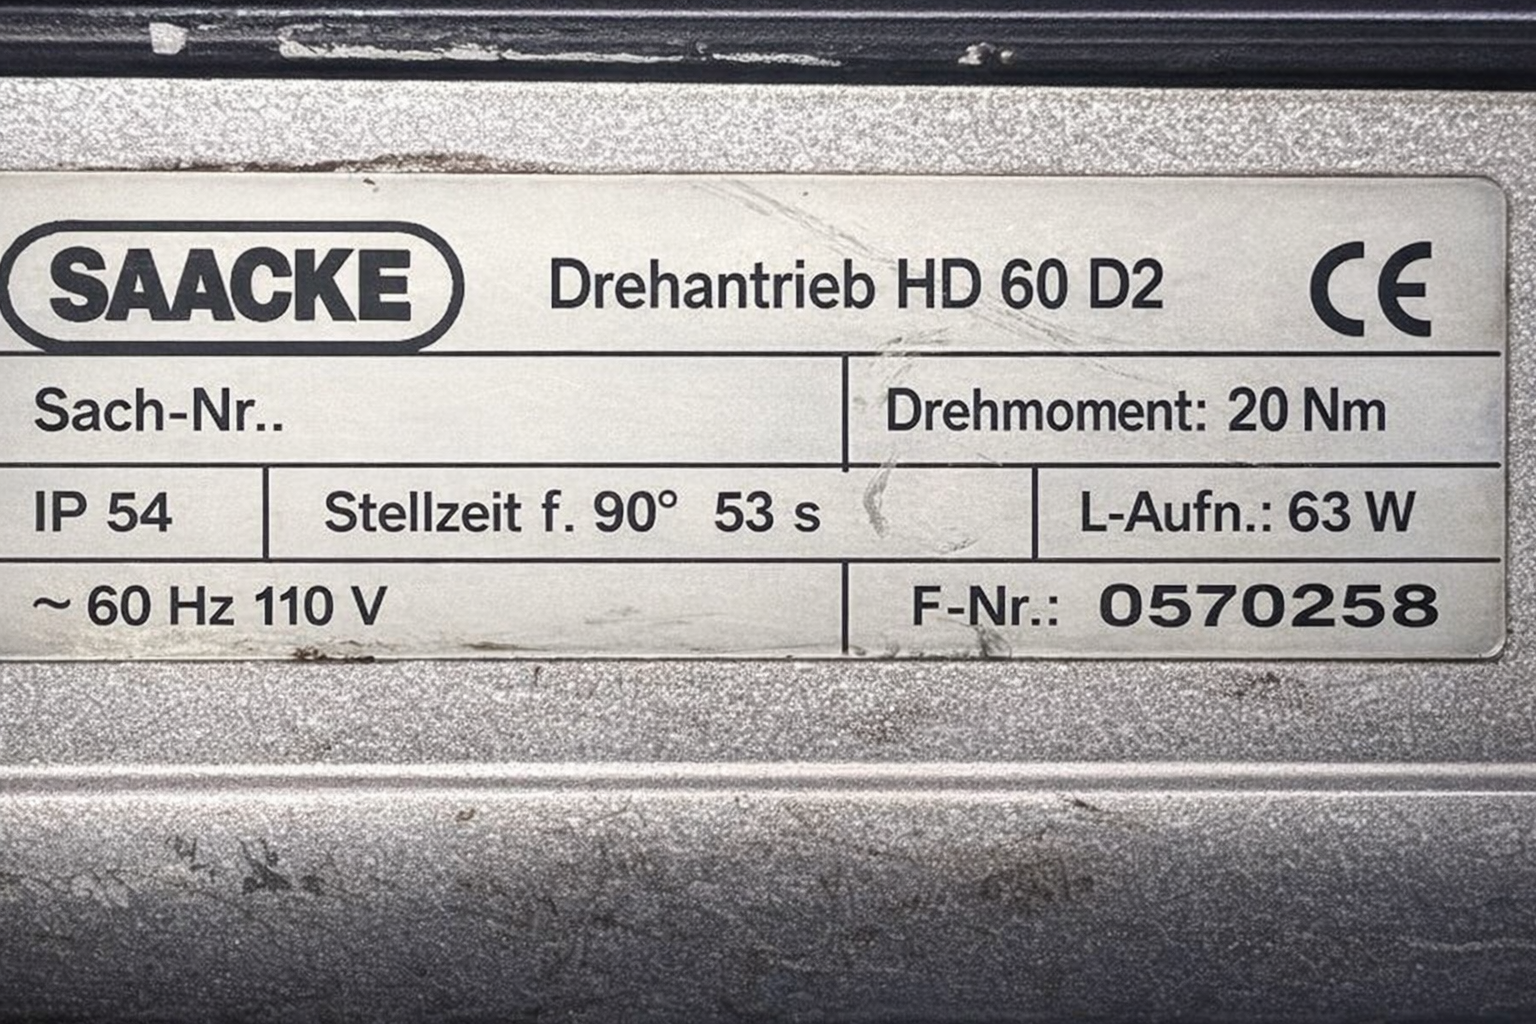 SAACKE Drehantrieb HD 60 D2 CE
Sach-Nr.. Drehmoment: 20 Nm
IP 54 Stellzeit f. 90° 53 s L-Aufn.: 63 W
~ 60 Hz 110 V F-Nr.: 0570258